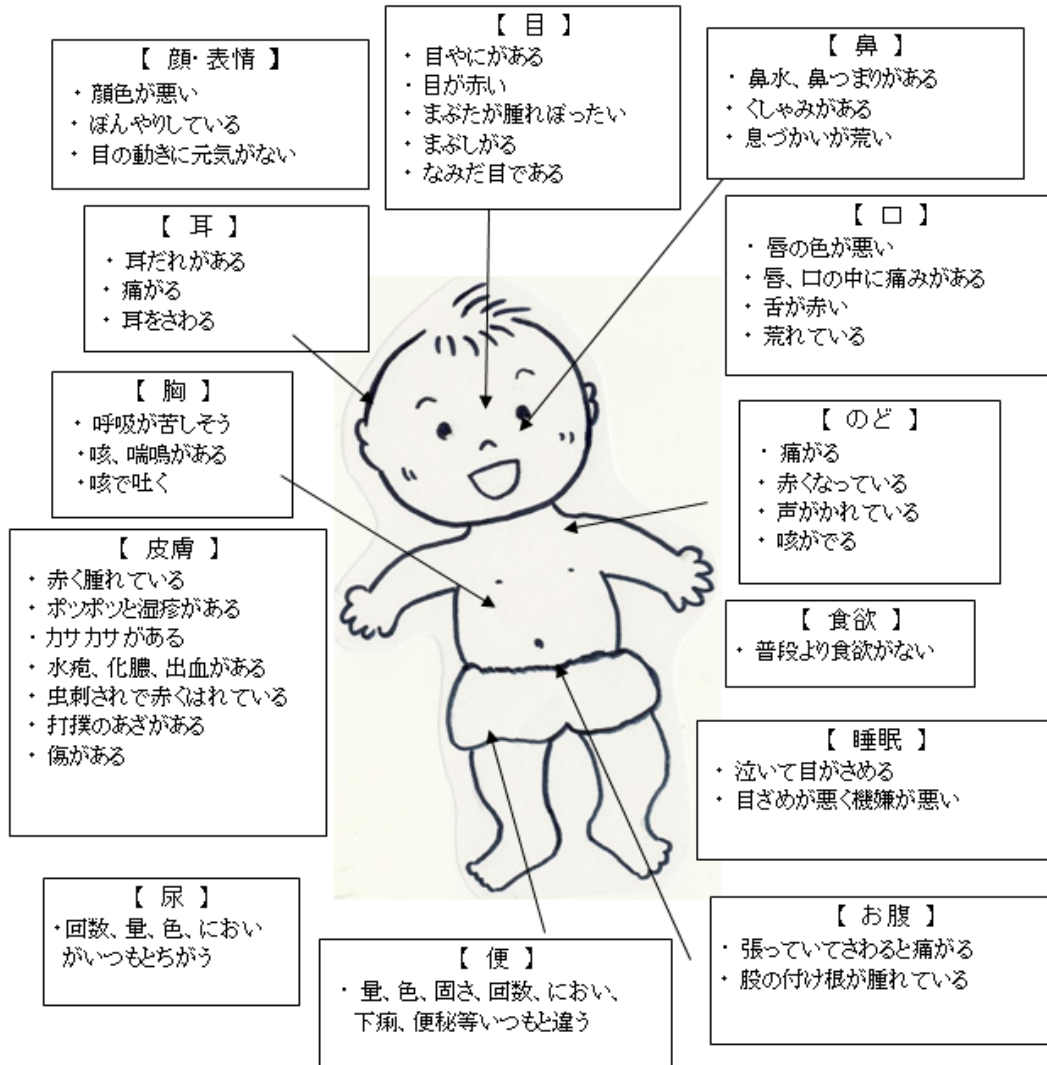 【 顔・表情 】
・ 顔色が悪い
・ ぼんやりしている
・ 目の動きに元気がない
【 目 】
・ 目やにがある
・ 目が赤い
・ まぶたが腫れぼったい
・ まぶしがる
・ なみだ目である
【 鼻 】
・ 鼻水、鼻つまりがある
・ くしゃみがある
・ 息づかいが荒い
【 耳 】
・ 耳だれがある
・ 痛がる
・ 耳をさわる
【 口 】
・ 唇の色が悪い
・ 唇、口の中に痛みがある
・ 舌が赤い
・ 荒れている
【 胸 】
・ 呼吸が苦しそう
・咳、喘鳴がある
・咳で吐く
【 のど 】
・ 痛がる
・ 赤くなっている
・ 声がかれている
・ 咳がでる
【 皮膚 】
・ 赤く腫れている
・ ポツポツと湿疹がある
・ カサカサがある
・ 水疱、化膿、出血がある
・ 虫刺されで赤くはれている
・ 打撲のあざがある
・ 傷がある
【 食欲 】
・ 普段より食欲がない
【 睡眠 】
・ 泣いて目がさめる
・ 目ざめが悪く機嫌が悪い
【 尿 】
・回数、量、色、におい
がいつもとちがう
【 便 】
・ 量、色、固さ、回数、におい、
下痢、便秘等いつもと違う
【 お腹 】
・ 張っていてさわると痛がる
・ 股の付け根が腫れている